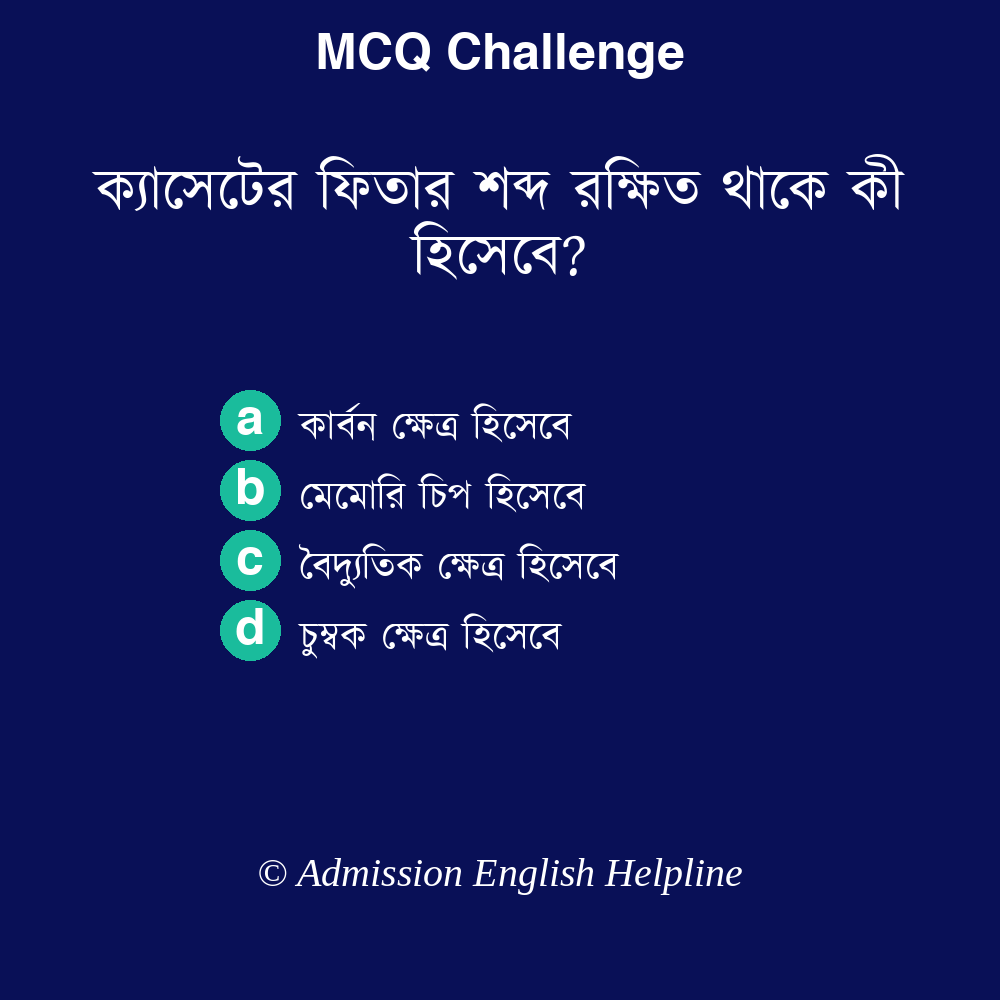 MCQ Challenge
ক্যাসেটের ফিতার শব্দ রক্ষিত থাকে কী
হিসেবে?
a কার্বন ক্ষেত্র হিসেবে
b মেমোরি চিপ হিসেবে
c বৈদ্যুতিক ক্ষেত্র হিসেবে
d চুম্বক ক্ষেত্র হিসেবে
© Admission English Helpline